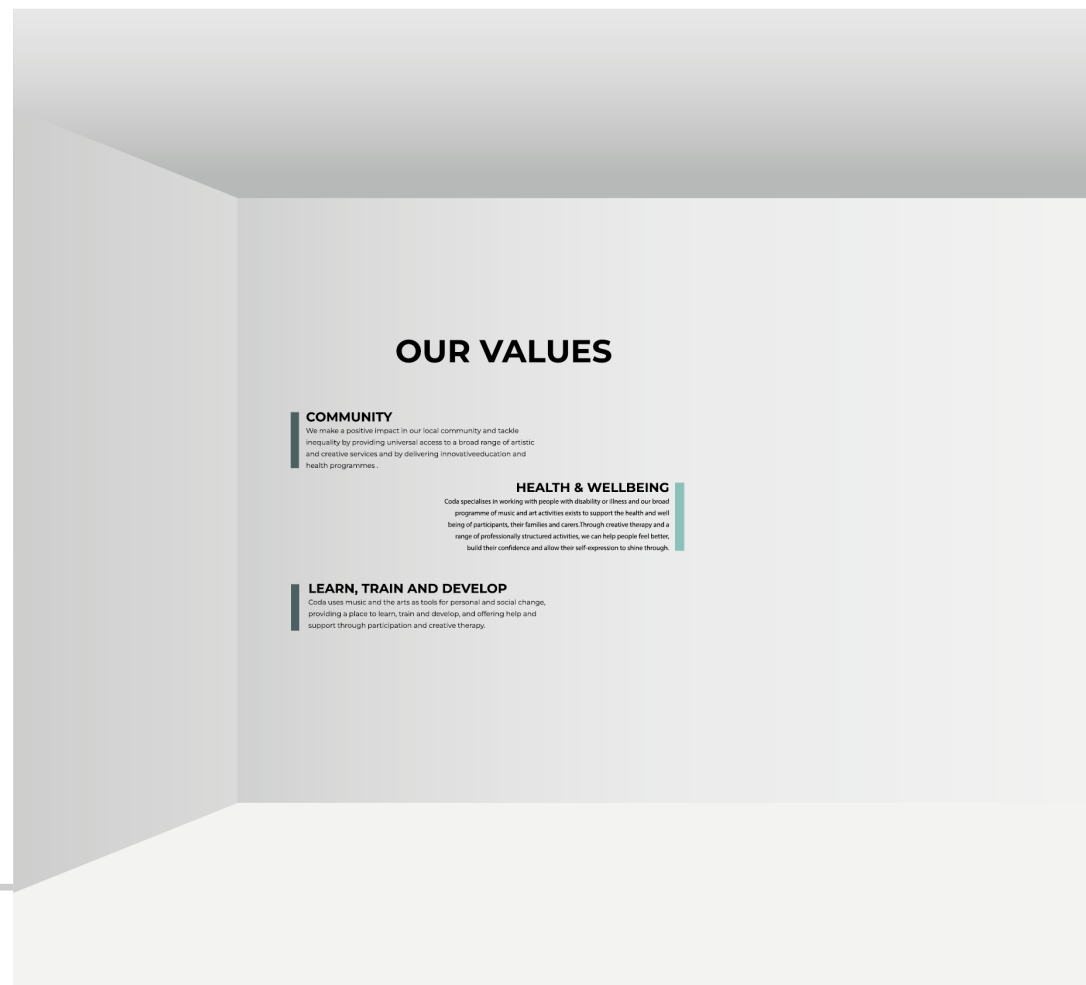 OUR VALUES
COMMUNITY
We make a positive impact in our local community and tackle
inequality by providing universal access to a broad range of artistic
and creative services and by delivering innovativeeducation and
health programmes .
HEALTH & WELLBEING
Coda specialises in working with people with disability or illness and our broad
programme of music and art activities exists to support the health and well
being of participants, their families and carers.Through creative therapy and a
range of professionally structured activities, we can help people feel better,
build their confidence and allow their self-expression to shine through.
LEARN, TRAIN AND DEVELOP
Coda uses music and the arts as tools for personal and social change,
providing a place to learn, train and develop, and offering help and
support through participation and creative therapy.